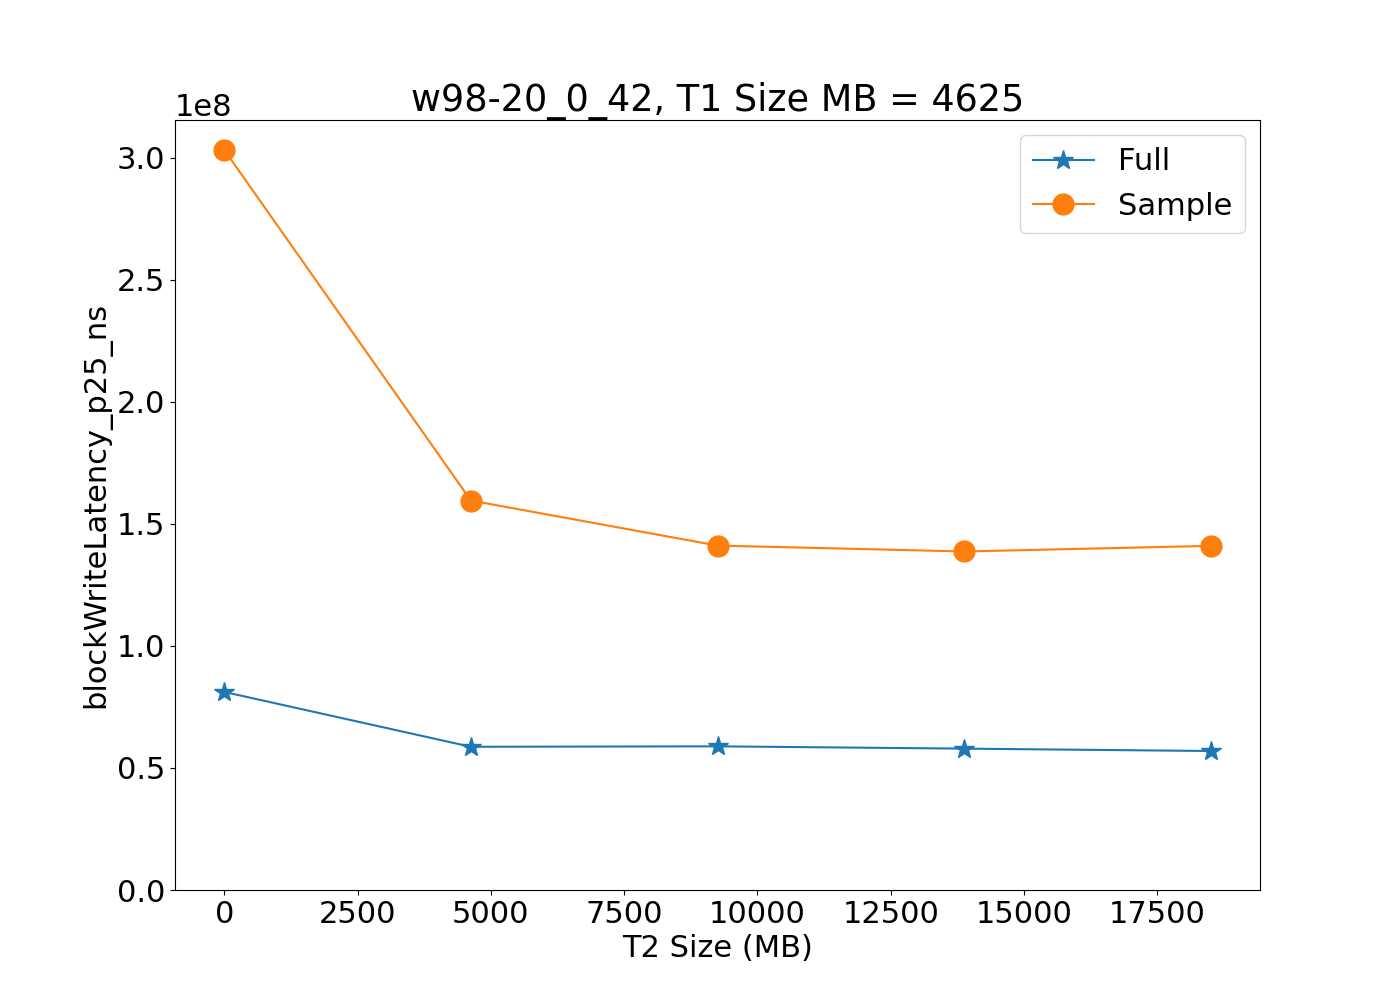 w98-20_0_42, T1 Size MB = 4625
1e8
Full
Sample
3.0
2.5
2.0
1.5
1.0
0.5
0.0
blockWriteLatency_p25_ns
0 2500 5000 7500 10000 12500 15000 17500
T2 Size (MB)